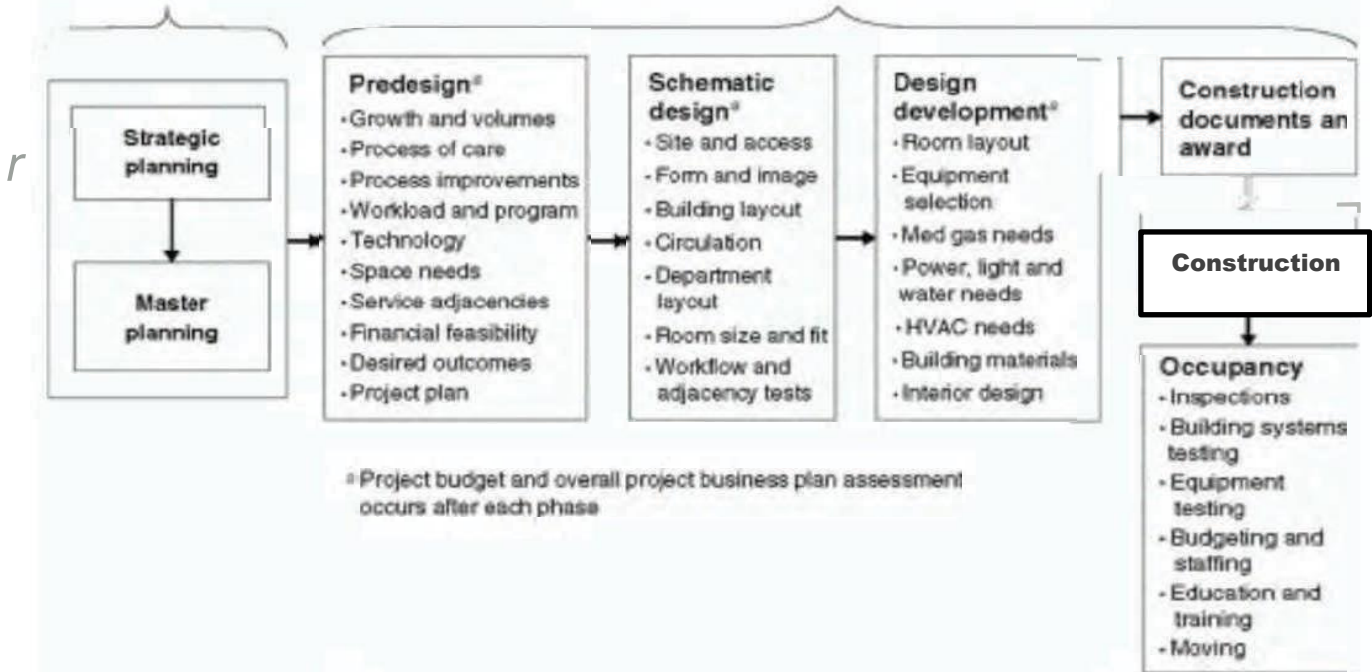 r
Strategic
planning
Master
planning
Predesign ª
• Growth and volumes
• Process of care
• Process improvements
• Workload and program
• Technology
• Space needs
• Service adjacencies
• Financial feasibility
• Desired outcomes
• Project plan
Schematic
design ª
• Site and access
• Form and image
• Building layout
• Circulation
• Department
layout
• Room size and fit
• Workflow and
adjacency tests
Design
development ª
• Room layout
• Equipment
selection
• Med gas needs
• Power, light and
water needs
• HVAC needs
• Building materials
• Interior design
Construction
documents an
award
Construction
Occupancy
• Inspections
• Building systems
testing
• Equipment
testing
• Budgeting and
staffing
• Education and
training
• Moving
ª Project budget and overall project business plan assessment
occurs after each phase